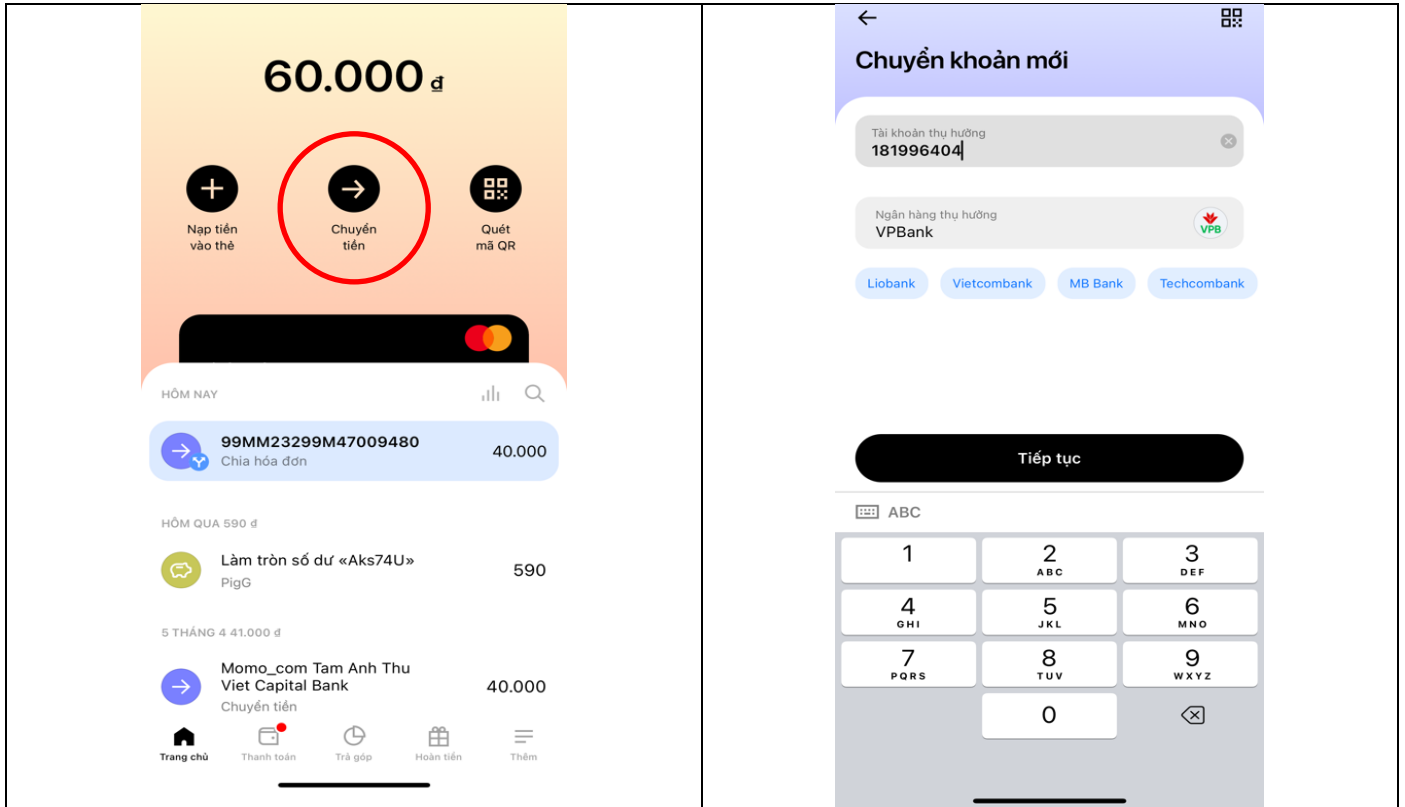 60.000 đ
Nạp tiền
vào thẻ
Chuyển
tiền
Quét
mã QR
HÔM NAY
99MM23299M47009480
40.000
Chia hóa đơn
HÔM QUA 590 đ
Làm tròn số dư «Aks74U»
590
PigG
5 THÁNG 4 41.000 đ
Momo_com Tam Anh Thu
Viet Capital Bank
40.000
Chuyển tiền
Trang chủ
Thanh toán
Trả góp
Hoàn tiền
Thêm
Chuyển khoản mới
Tài khoản thụ hưởng
181996404
Ngân hàng thụ hưởng
VPBank
VPB
Liobank
Vietcombank
MB Bank
Techcombank
Tiếp tục
ABC
1
2
ABC
3
DEF
4
GHI
5
JKL
6
MNO
7
PQRS
8
TUV
9
WXYZ
0